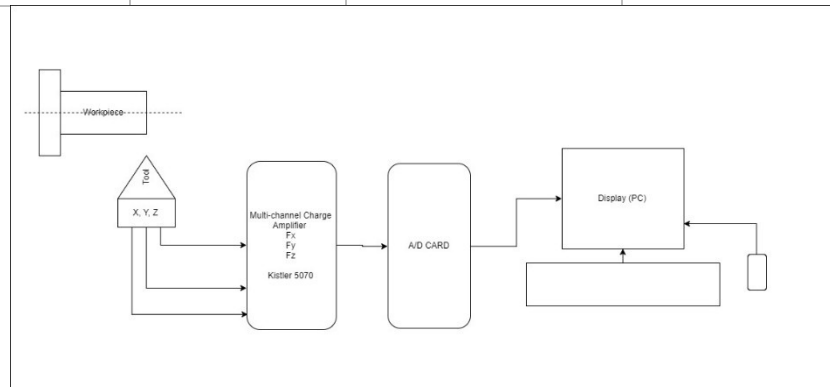 Workpiece
Tool
X, Y, Z
Multi-channel Charge
Amplifier
Fx
Fy
Fz
Kistler 5070
A/D CARD
Display (PC)